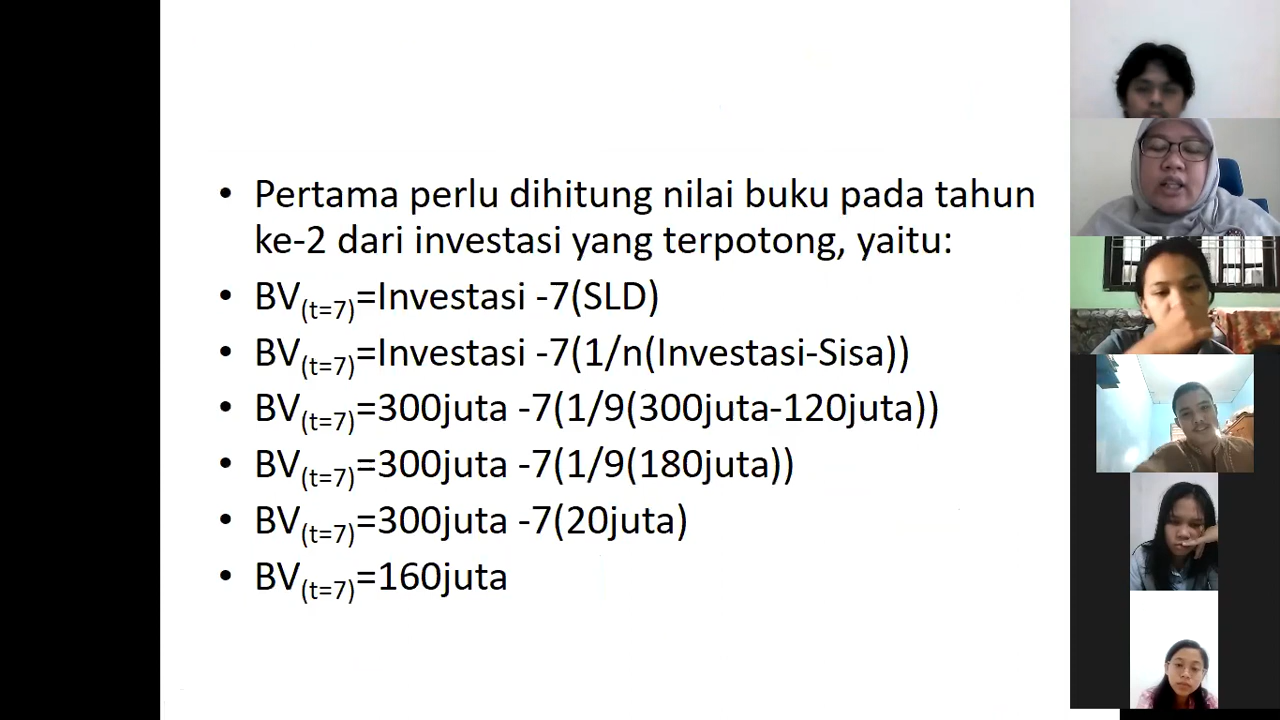 • Pertama perlu dihitung nilai buku pada tahun
ke-2 dari investasi yang terpotong, yaitu:
• BV(t=7)=Investasi -7(SLD)
• BV(t=7)=Investasi -7(1/n(Investasi-Sisa))
• BV(t=7)=300juta -7(1/9(300juta-120juta))
• BV(t=7)=300juta -7(1/9(180juta))
• BV(t=7)=300juta -7(20juta)
• BV(t=7)=160juta